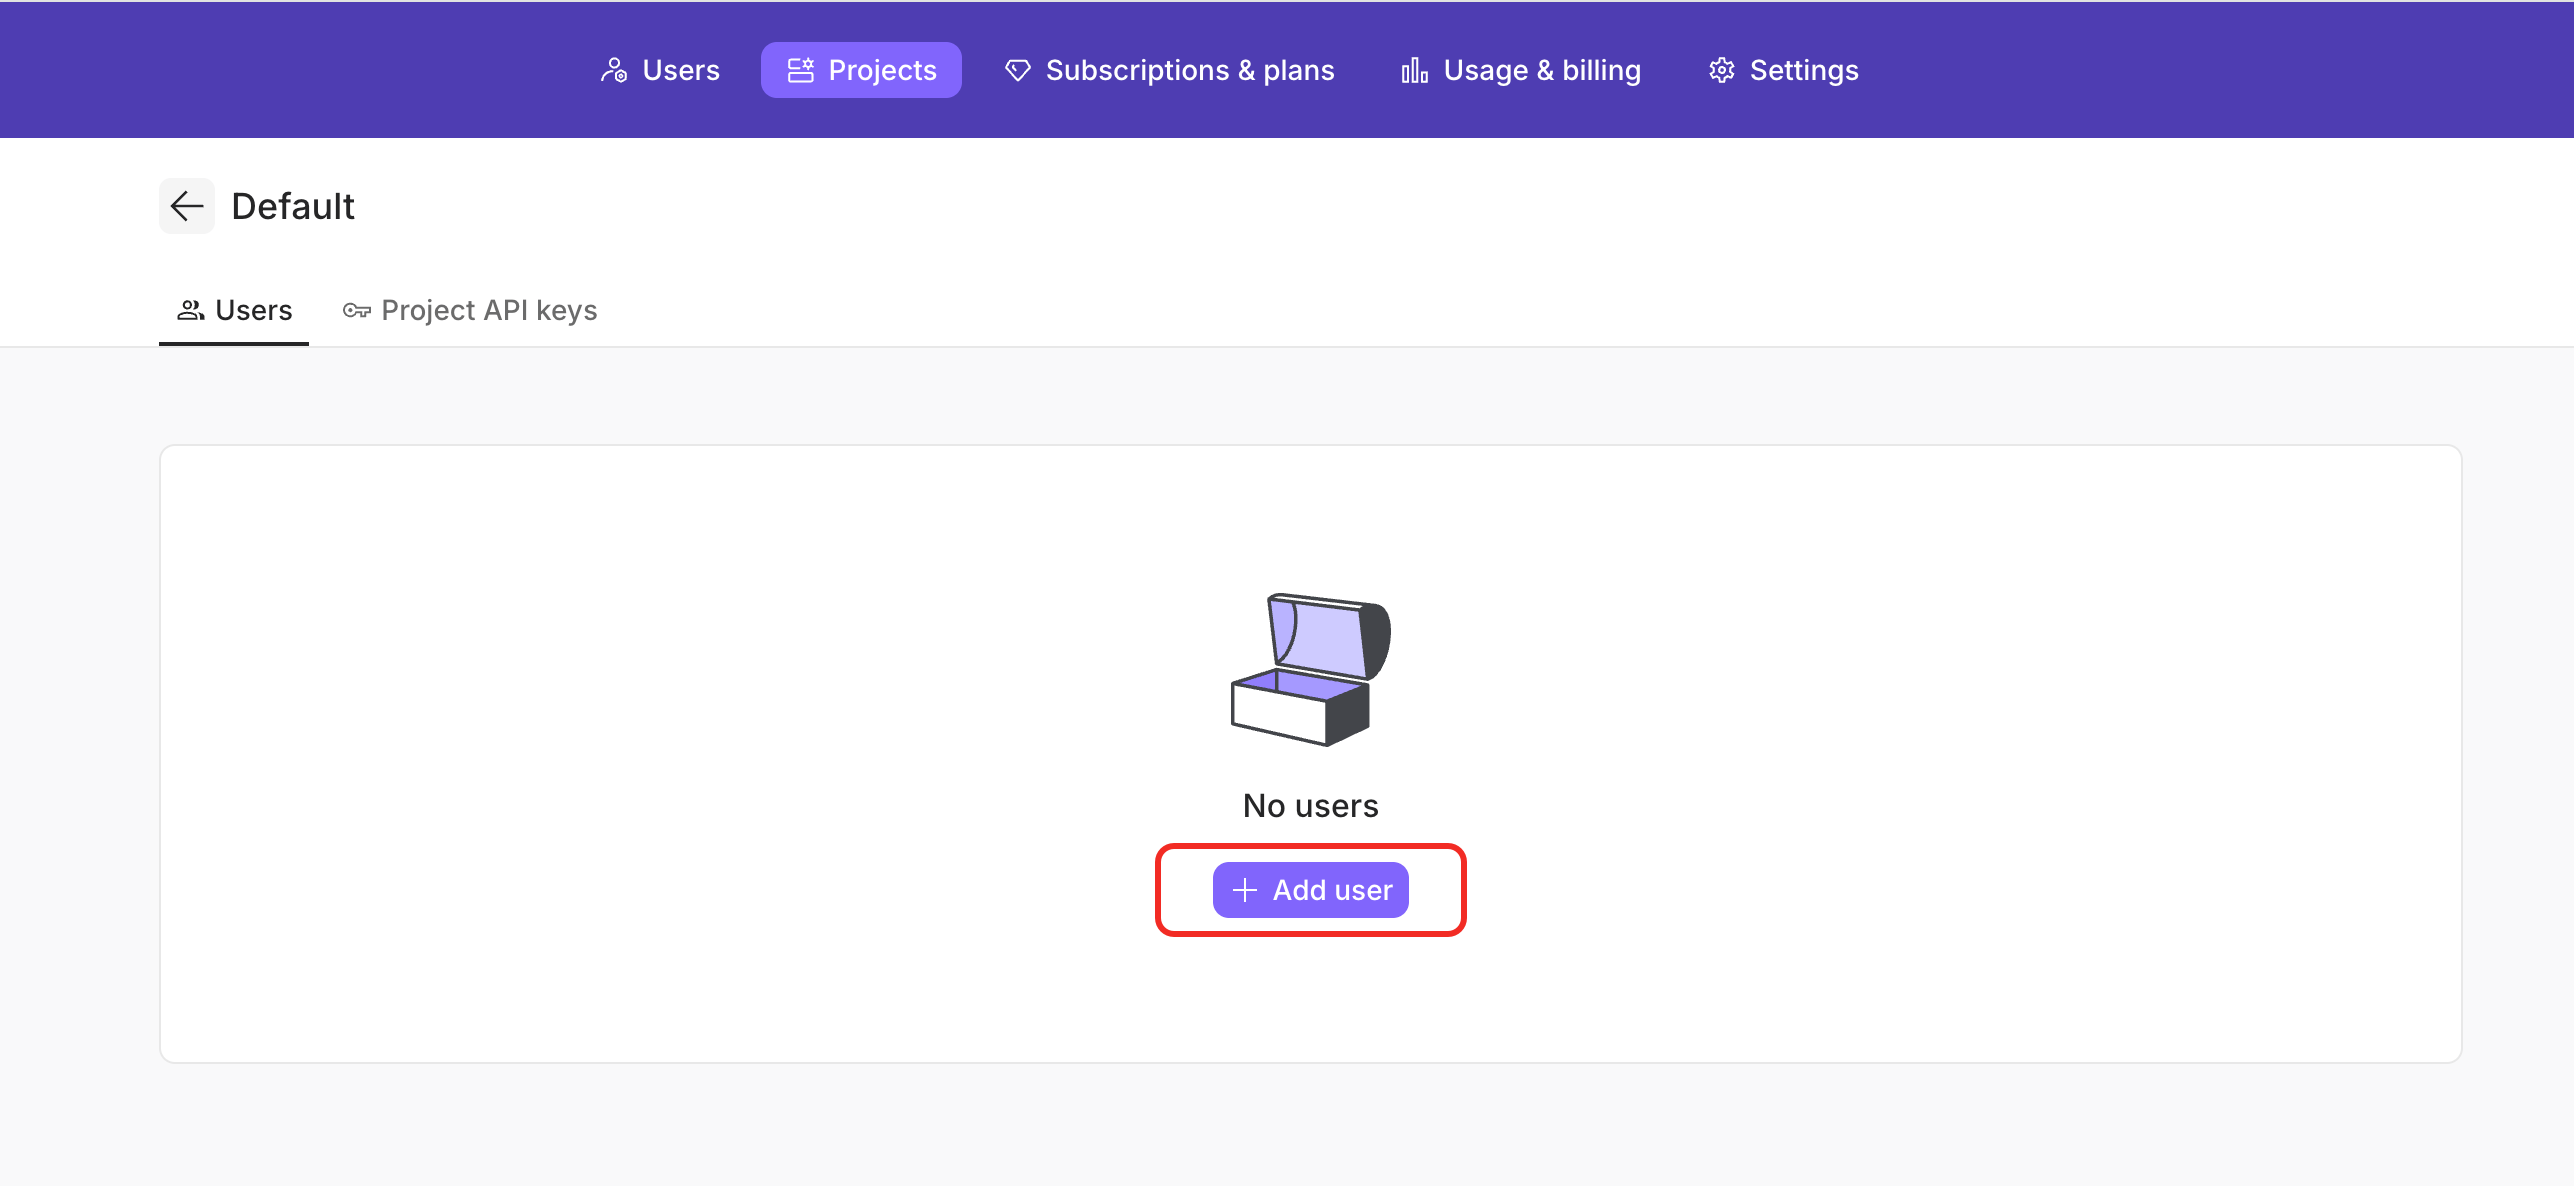 Users Projects Subscriptions & plans Usage & billing Settings
Default
Users Project API keys
No users
Add user